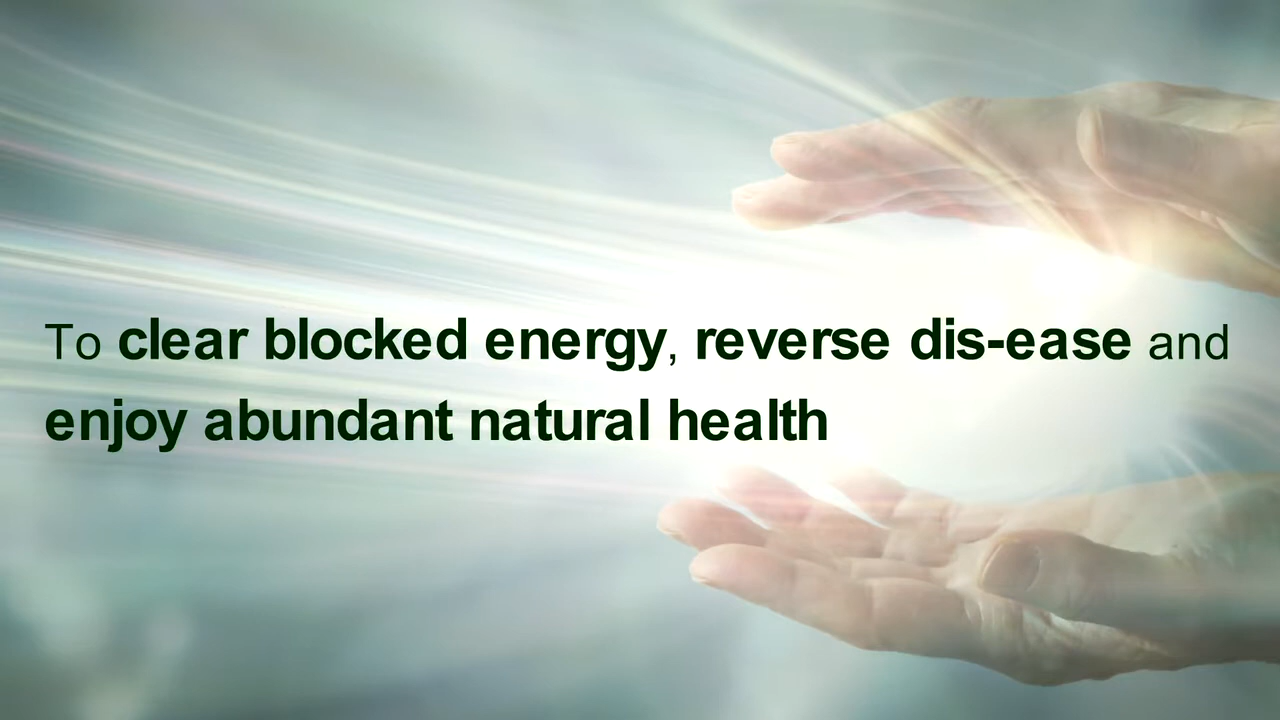 To clear blocked energy, reverse dis-ease and
enjoy abundant natural health